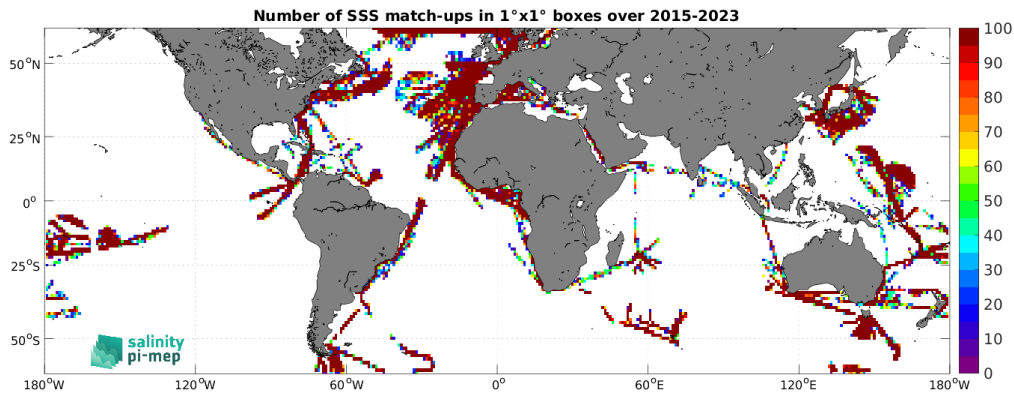 Number of SSS match-ups in 1°x1° boxes over 2015-2023
50°N
25°N
0°
25°S
50°S
180°W 120°W 60°W 0° 60°E 120°E 180°W
100
90
80
70
60
50
40
30
20
10
0
salinity
pi-mep